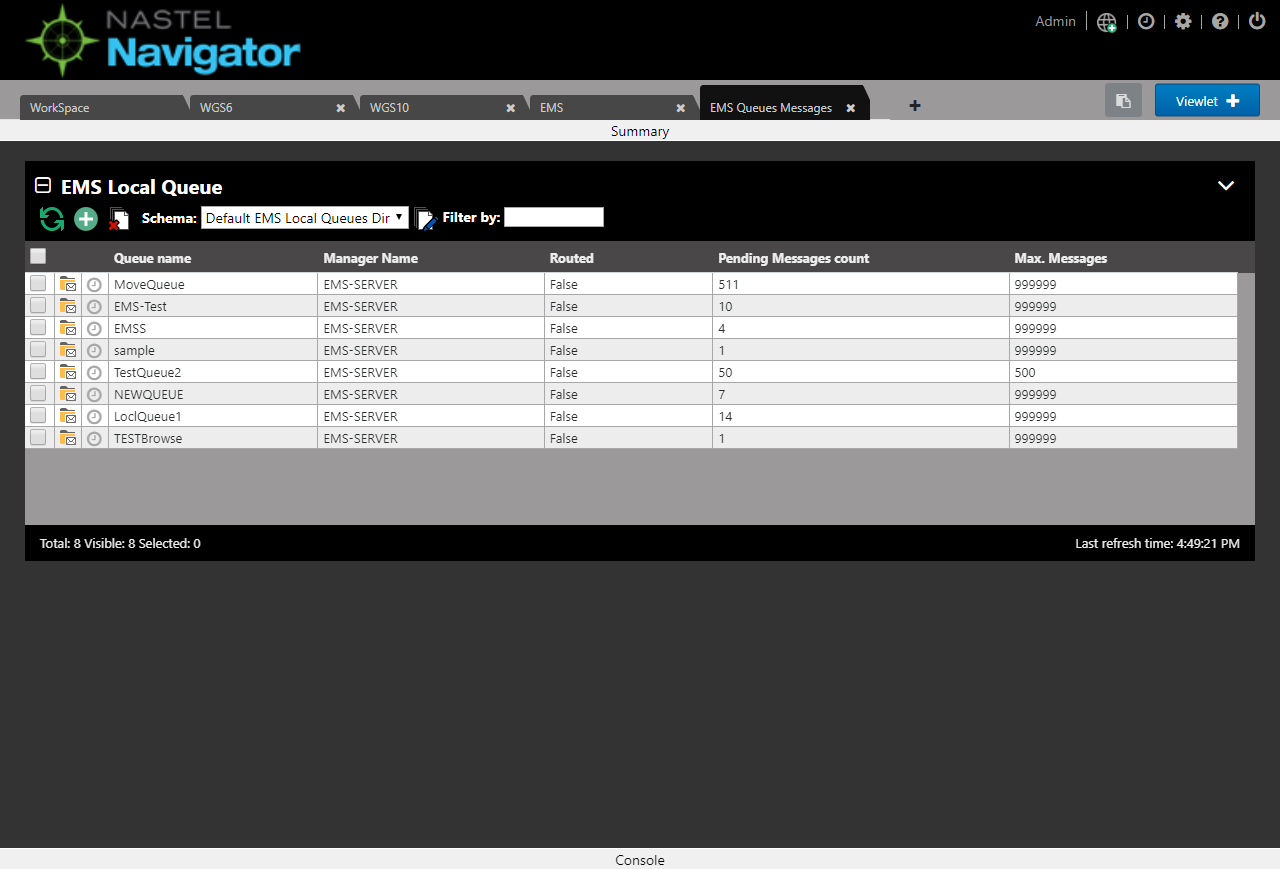 NASTEL
Navigator
Admin
WorkSpace WGS6 WGS10 EMS EMS Queues Messages Viewlet
Summary
EMS Local Queue
Schema: Default EMS Local Queues Dir Filter by:
Queue name Manager Name Routed Pending Messages count Max. Messages
MoveQueue EMS-SERVER False 511 999999
EMS-Test EMS-SERVER False 10 999999
EMSS EMS-SERVER False 4 999999
sample EMS-SERVER False 1 999999
TestQueue2 EMS-SERVER False 50 500
NEWQUEUE EMS-SERVER False 7 999999
LoclQueue1 EMS-SERVER False 14 999999
TESTBrowse EMS-SERVER False 1 999999
Total: 8 Visible: 8 Selected: 0 Last refresh time: 4:49:21 PM
Console